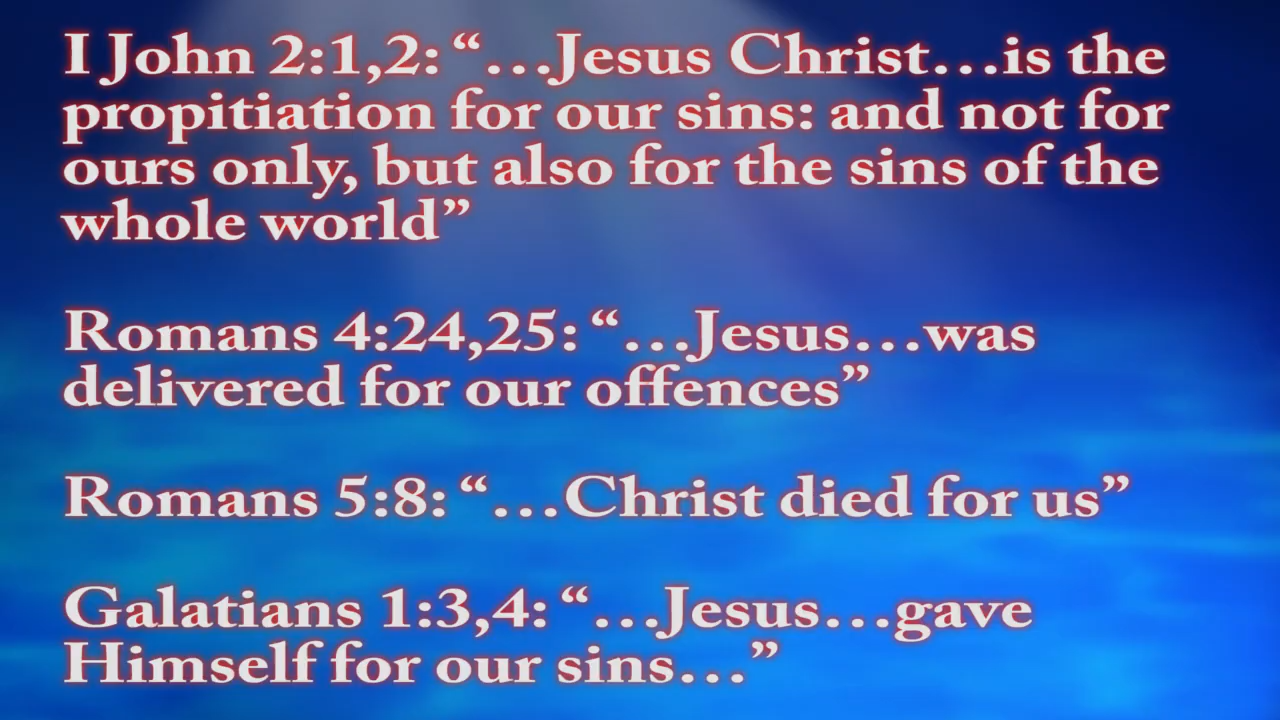 I John 2:1,2: “…Jesus Christ…is the
propitiation for our sins: and not for
ours only, but also for the sins of the
whole world”
Romans 4:24,25: “…Jesus…was
delivered for our offences”
Romans 5:8: “…Christ died for us”
Galatians 1:3,4: “…Jesus…gave
Himself for our sins…”